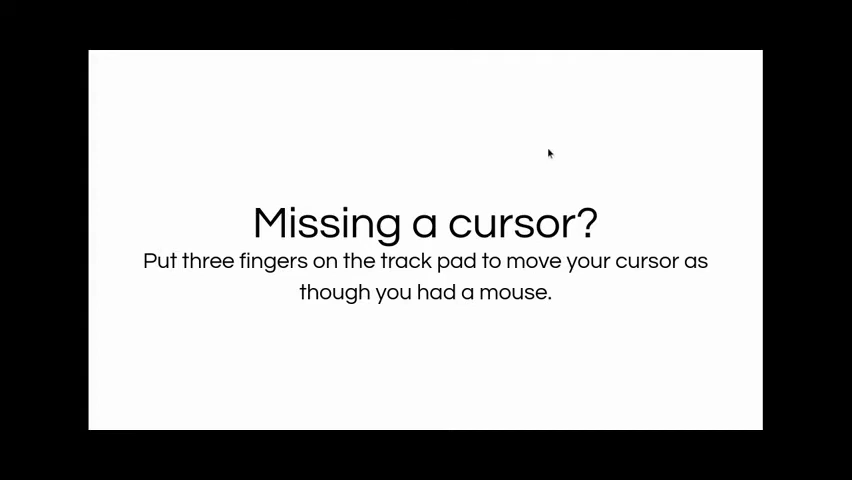 Missing a cursor?
Put three fingers on the track pad to move your cursor as
though you had a mouse.